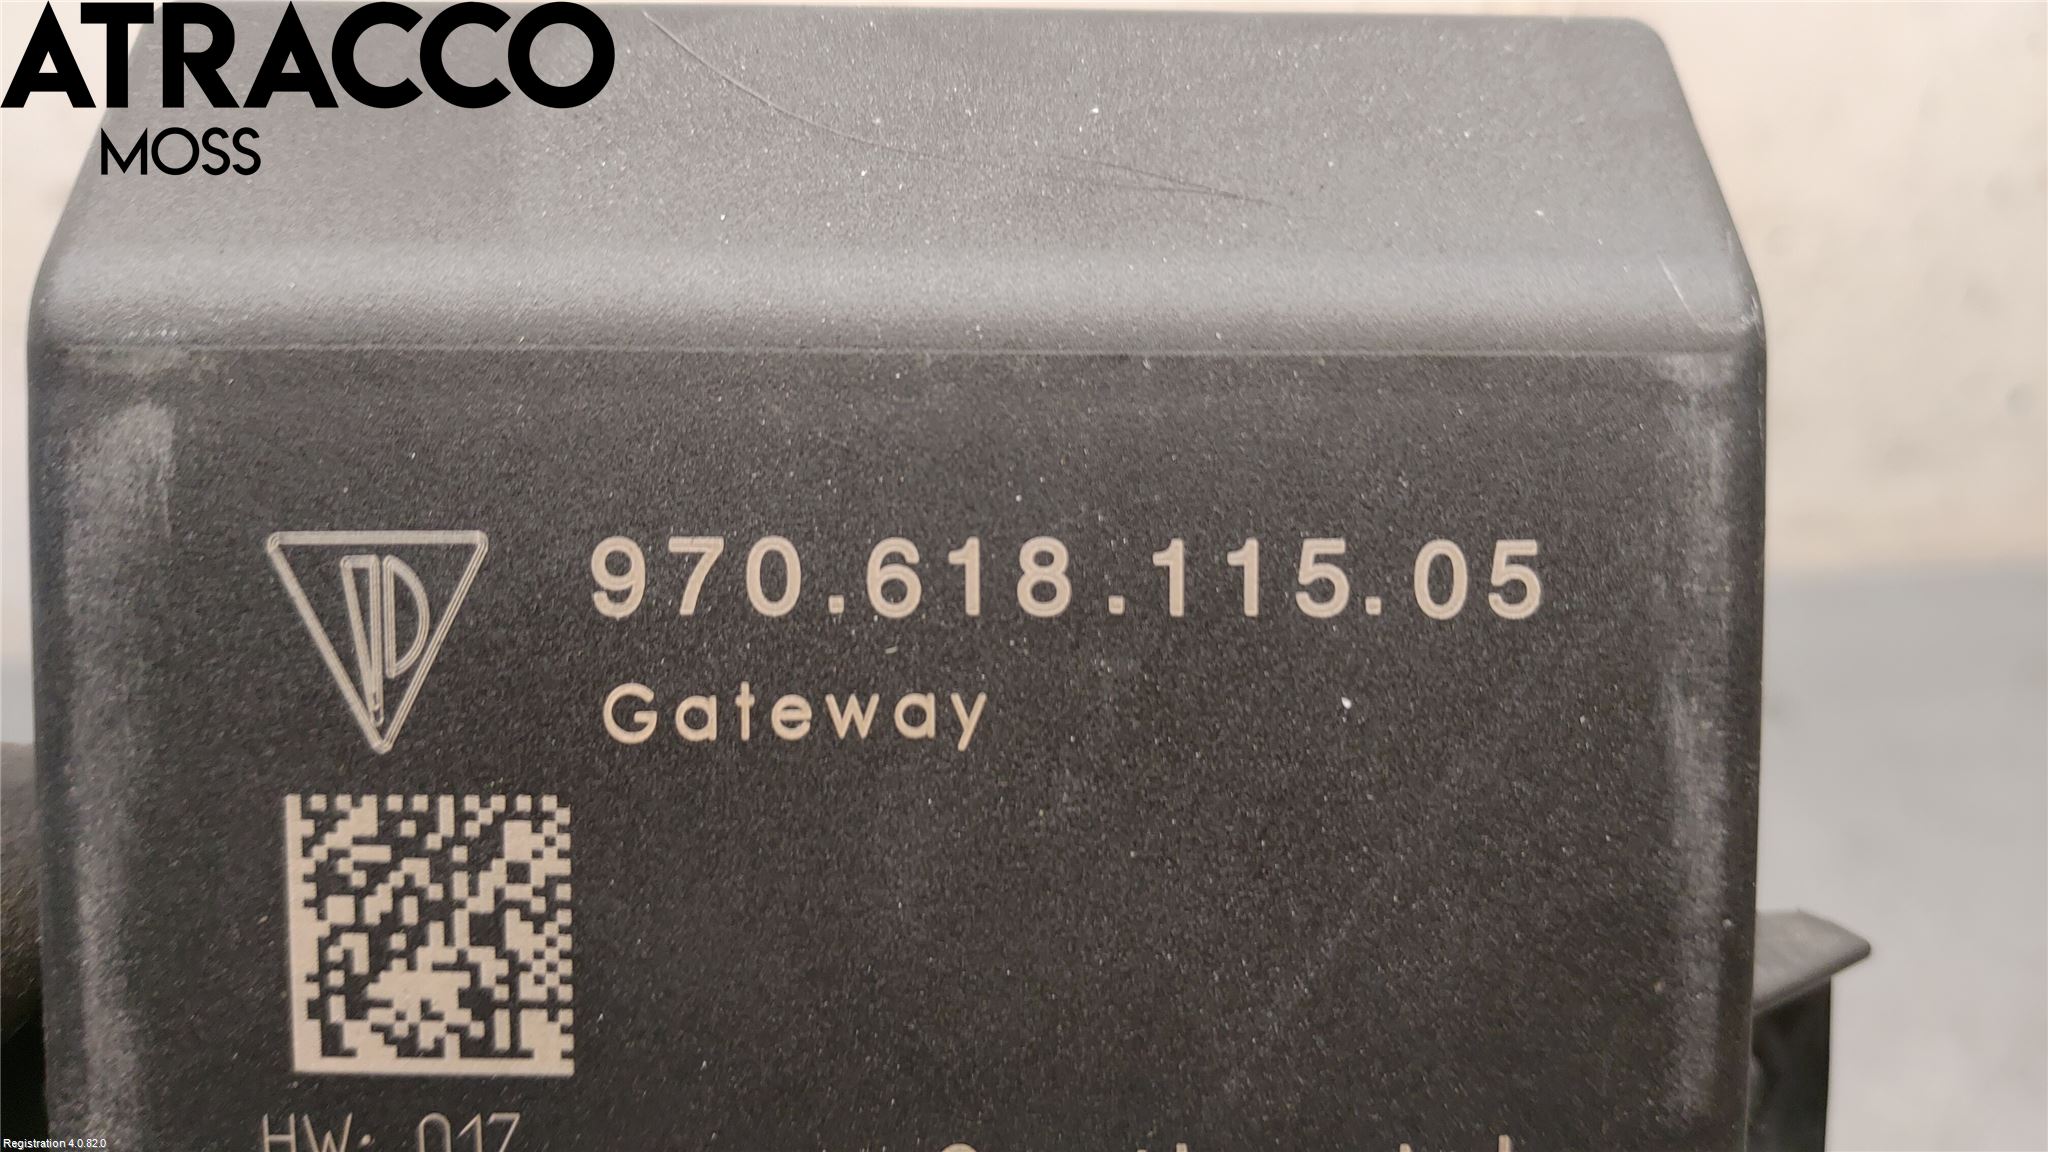 ATRACCO
MOSS
970.618.115.05
Gateway
HW: 017
Registration 4.0.82.0